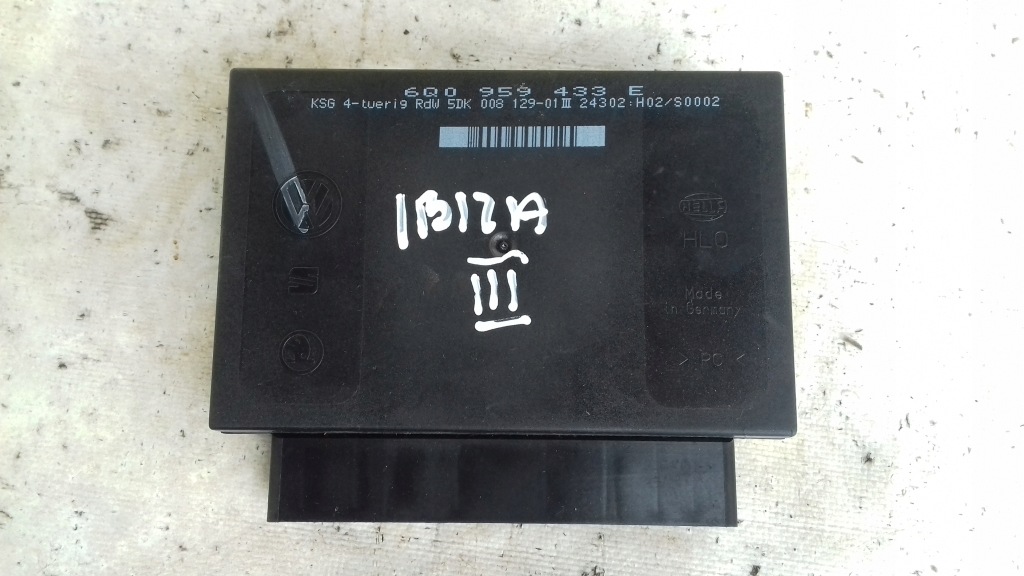 6Q0 959 433 E
KSG 4-tuerig RdW 5DK 008 129-01 III 24302:H02/S0002
IBIZA
III
HELLA
HLO
Made
in Germany
> PC <